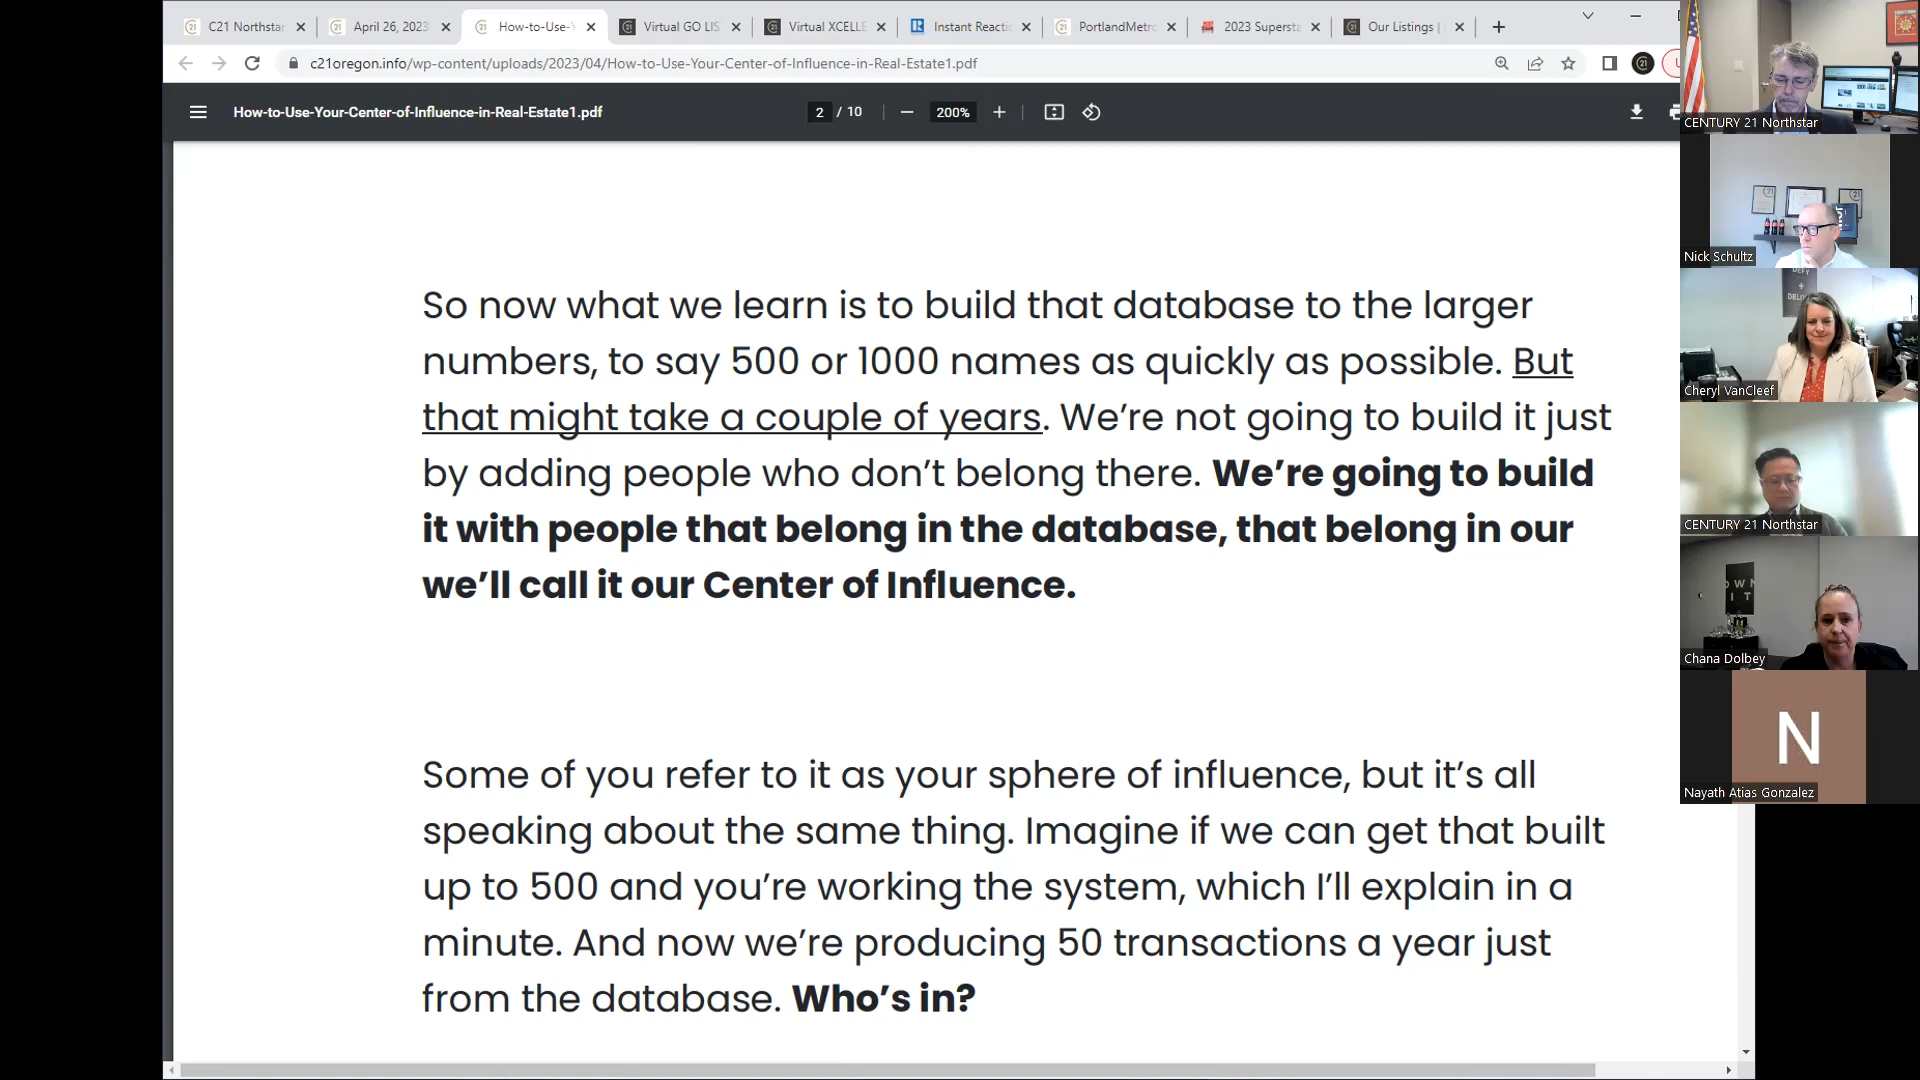 C21 Northstar
April 26, 2023
How-to-Use-Y
Virtual GO LIS
Virtual XCELLE
Instant Reactic
PortlandMetro
2023 Supersta
Our Listings |
c21oregon.info/wp-content/uploads/2023/04/How-to-Use-Your-Center-of-Influence-in-Real-Estate1.pdf
How-to-Use-Your-Center-of-Influence-in-Real-Estate1.pdf
2 / 10
200%
So now what we learn is to build that database to the larger
numbers, to say 500 or 1000 names as quickly as possible. But
that might take a couple of years. We’re not going to build it just
by adding people who don’t belong there. We’re going to build
it with people that belong in the database, that belong in our
we’ll call it our Center of Influence.
Some of you refer to it as your sphere of influence, but it’s all
speaking about the same thing. Imagine if we can get that built
up to 500 and you’re working the system, which I’ll explain in a
minute. And now we’re producing 50 transactions a year just
from the database. Who’s in?
CENTURY 21 Northstar
Nick Schultz
DEFY
+
DELIV
Cheryl VanCleef
CENTURY 21 Northstar
OWN
IT
Chana Dolbey
N
Nayath Atias Gonzalez